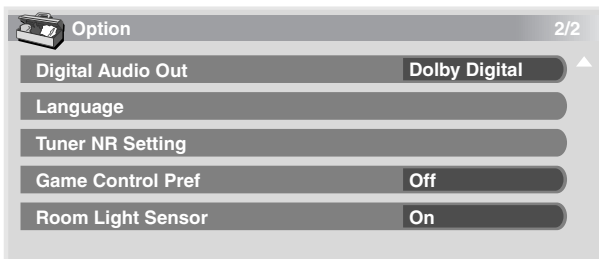 Option 2/2
Digital Audio Out Dolby Digital
Language
Tuner NR Setting
Game Control Pref Off
Room Light Sensor On